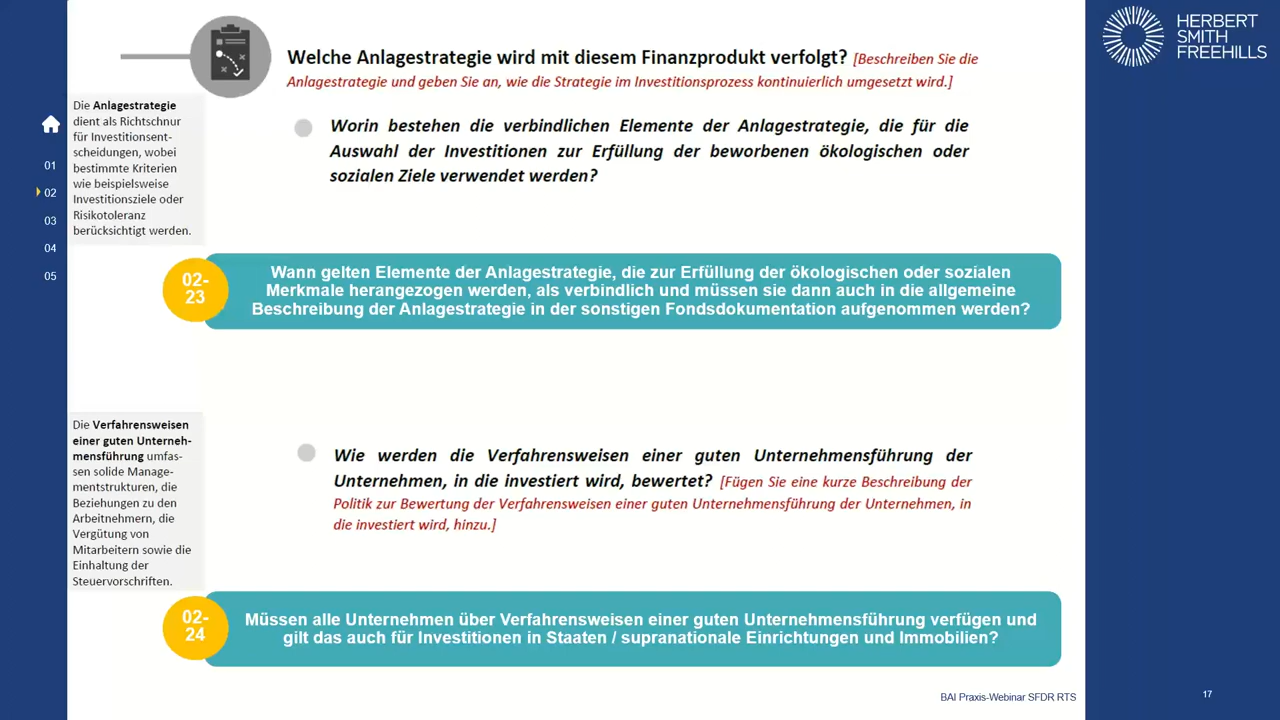 HERBERT
SMITH
FREEHILLS
01
02
03
04
05
Welche Anlagestrategie wird mit diesem Finanzprodukt verfolgt? [Beschreiben Sie die
Anlagestrategie und geben Sie an, wie die Strategie im Investitionsprozess kontinuierlich umgesetzt wird.]
Die Anlagestrategie
dient als Richtschnur
für Investitionsent-
scheidungen, wobei
bestimmte Kriterien
wie beispielsweise
Investitionsziele oder
Risikotoleranz
berücksichtigt werden.
Worin bestehen die verbindlichen Elemente der Anlagestrategie, die für die
Auswahl der Investitionen zur Erfüllung der beworbenen ökologischen oder
sozialen Ziele verwendet werden?
02-
23
Wann gelten Elemente der Anlagestrategie, die zur Erfüllung der ökologischen oder sozialen
Merkmale herangezogen werden, als verbindlich und müssen sie dann auch in die allgemeine
Beschreibung der Anlagestrategie in der sonstigen Fondsdokumentation aufgenommen werden?
Die Verfahrensweisen
einer guten Unterneh-
mensführung umfas-
sen solide Manage-
mentstrukturen, die
Beziehungen zu den
Arbeitnehmern, die
Vergütung von
Mitarbeitern sowie die
Einhaltung der
Steuervorschriften.
Wie werden die Verfahrensweisen einer guten Unternehmensführung der
Unternehmen, in die investiert wird, bewertet? [Fügen Sie eine kurze Beschreibung der
Politik zur Bewertung der Verfahrensweisen einer guten Unternehmensführung der Unternehmen, in
die investiert wird, hinzu.]
02-
24
Müssen alle Unternehmen über Verfahrensweisen einer guten Unternehmensführung verfügen und
gilt das auch für Investitionen in Staaten / supranationale Einrichtungen und Immobilien?
BAI Praxis-Webinar SFDR RTS
17